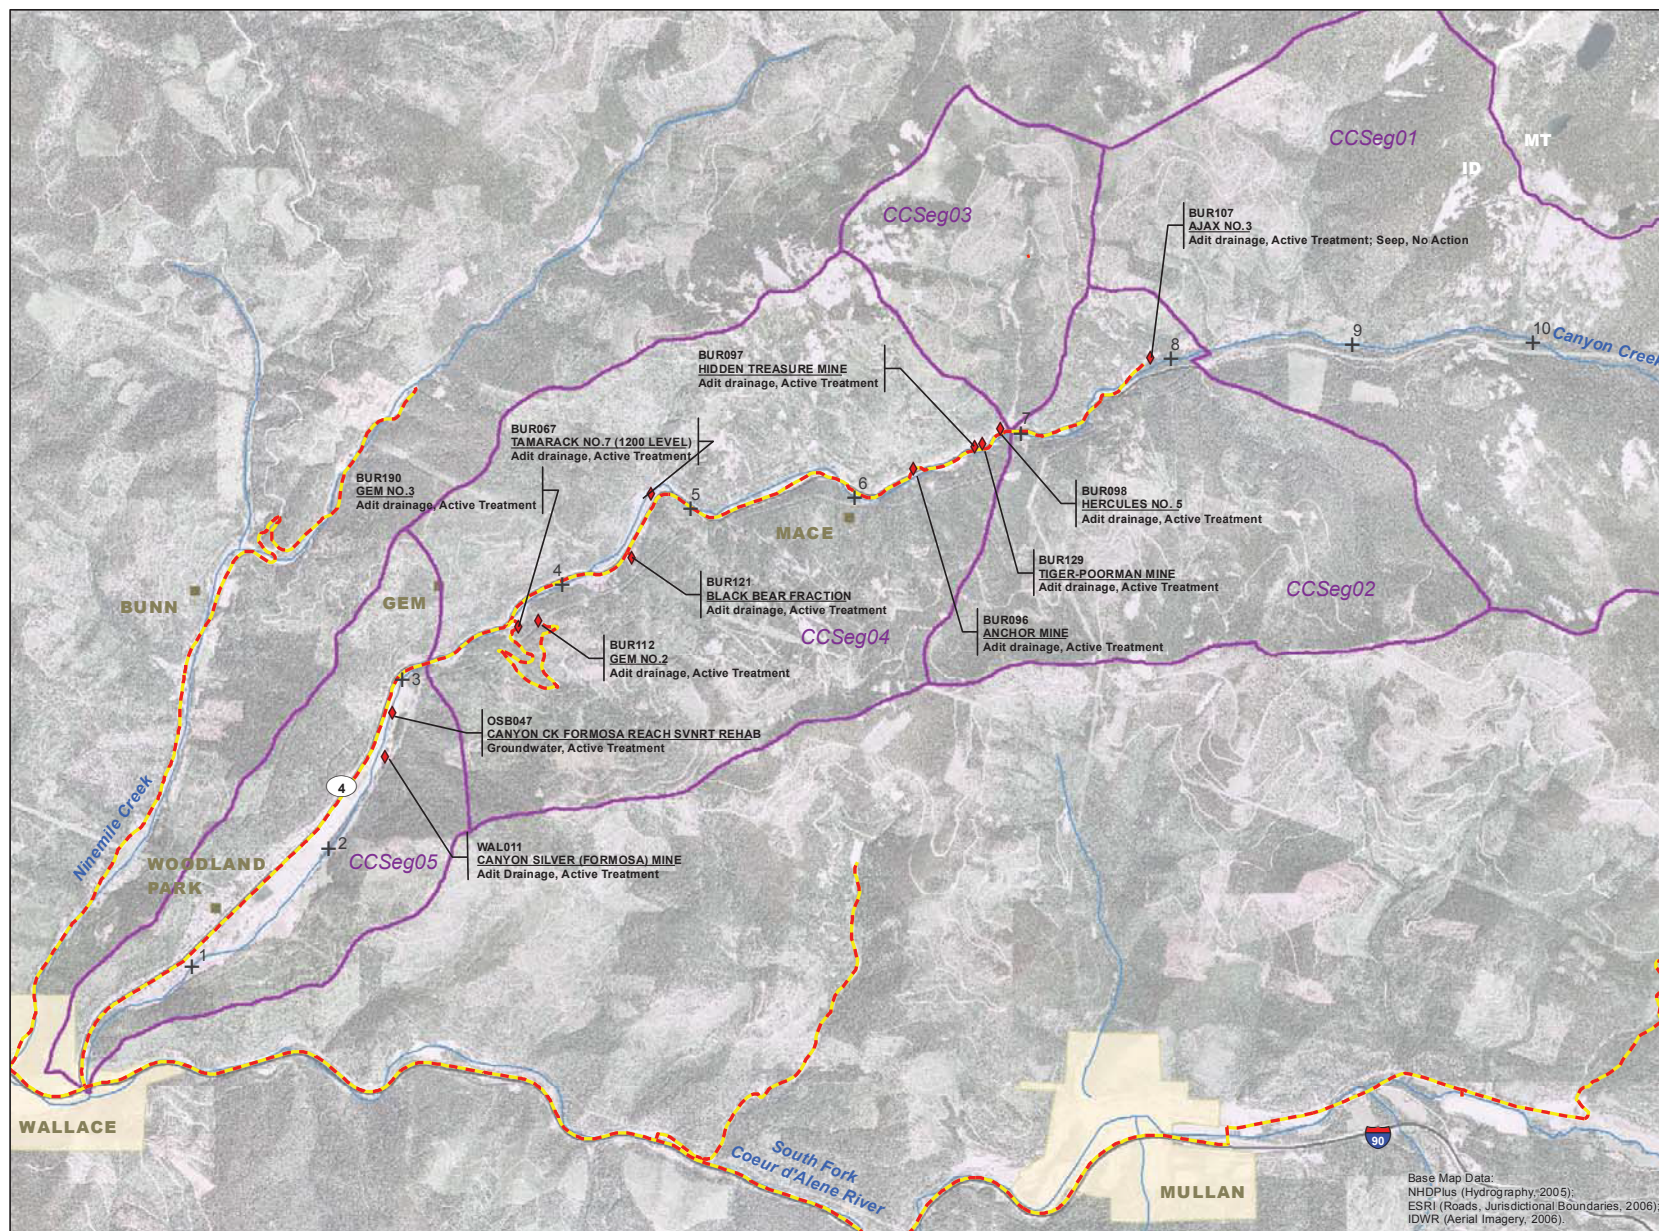 CCSeg01
MT
ID
CCSeg03
BUR107
AJAX NO.3
Adit drainage, Active Treatment; Seep, No Action
8
9
10
Canyon Creek
BUR097
HIDDEN TREASURE MINE
Adit drainage, Active Treatment
7
BUR067
TAMARACK NO.7 (1200 LEVEL)
Adit drainage, Active Treatment
BUR190
GEM NO.3
Adit drainage, Active Treatment
5
6
MACE
BUR098
HERCULES NO. 5
Adit drainage, Active Treatment
BUR129
TIGER-POORMAN MINE
Adit drainage, Active Treatment
CCSeg02
4
BUR121
BLACK BEAR FRACTION
Adit drainage, Active Treatment
BUNN
GEM
CCSeg04
BUR096
ANCHOR MINE
Adit drainage, Active Treatment
BUR112
GEM NO.2
Adit drainage, Active Treatment
3
OSB047
CANYON CK FORMOSA REACH SVNRT REHAB
Groundwater, Active Treatment
4
Ninemile Creek
2
WOODLAND
PARK
CCSeg05
WAL011
CANYON SILVER (FORMOSA) MINE
Adit Drainage, Active Treatment
1
WALLACE
South Fork
Coeur d'Alene River
90
MULLAN
Base Map Data:
NHDPlus (Hydrography, 2005);
ESRI (Roads, Jurisdictional Boundaries, 2006);
IDWR (Aerial Imagery, 2006).